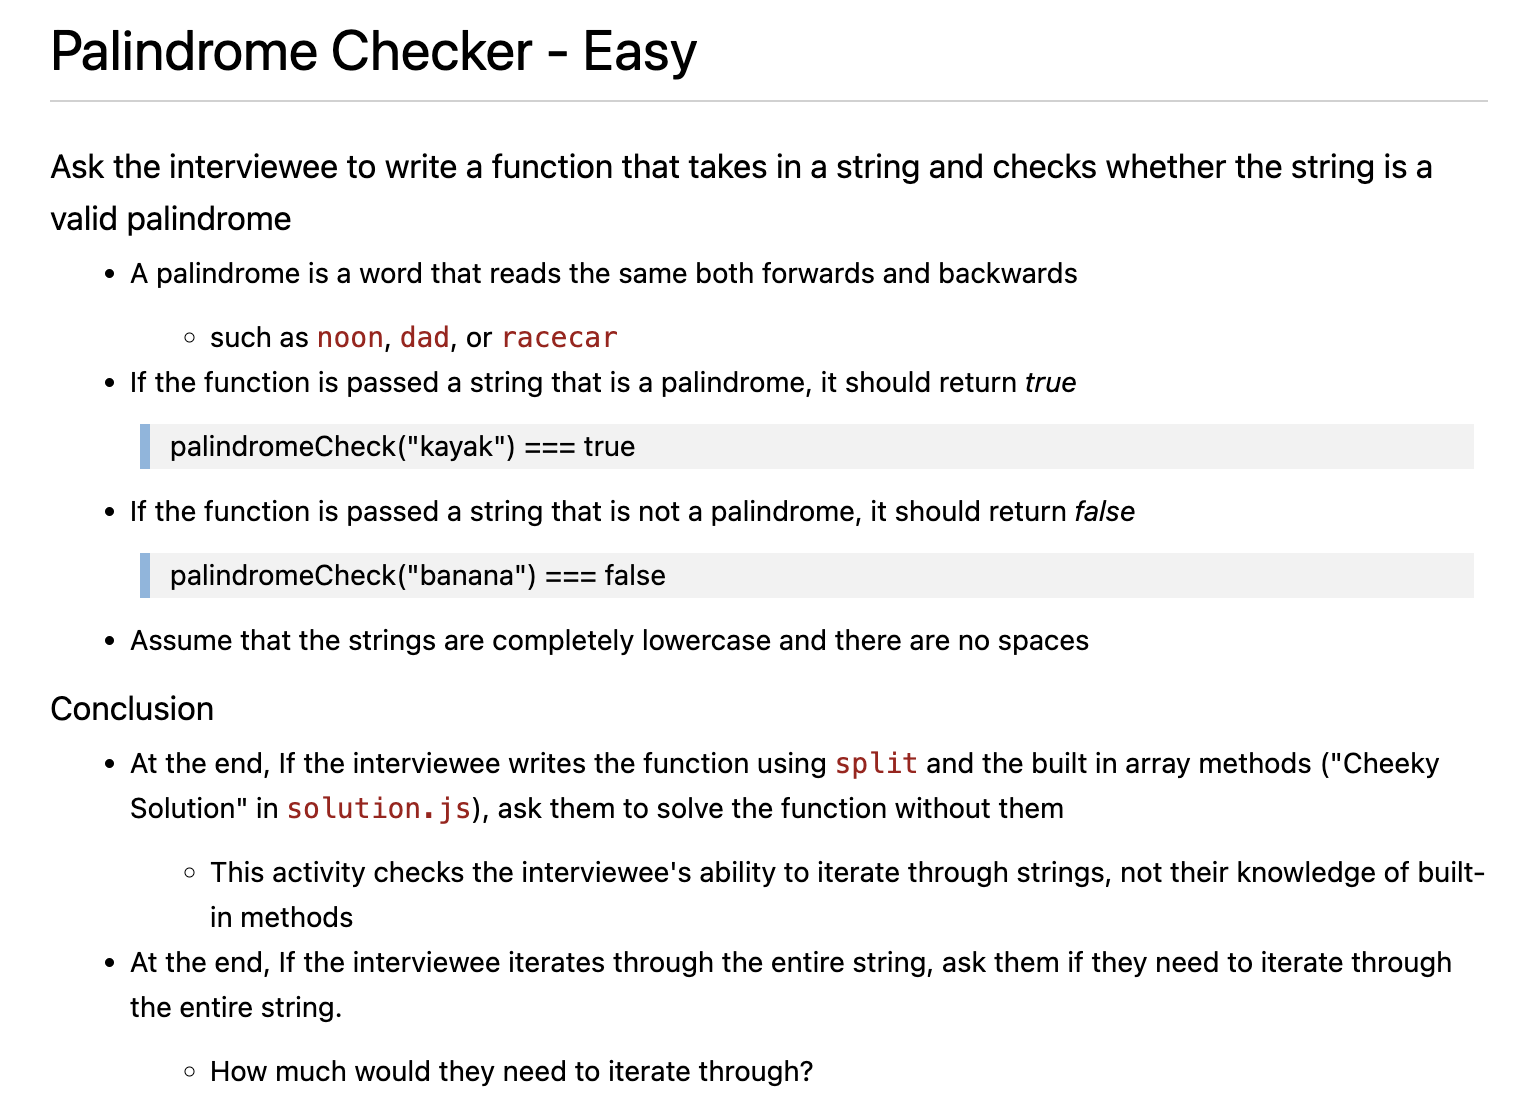 Palindrome Checker - Easy
Ask the interviewee to write a function that takes in a string and checks whether the string is a
valid palindrome
• A palindrome is a word that reads the same both forwards and backwards
◦ such as noon, dad, or racecar
• If the function is passed a string that is a palindrome, it should return true
palindromeCheck("kayak") === true
• If the function is passed a string that is not a palindrome, it should return false
palindromeCheck("banana") === false
• Assume that the strings are completely lowercase and there are no spaces
Conclusion
• At the end, If the interviewee writes the function using split and the built in array methods ("Cheeky
Solution" in solution.js), ask them to solve the function without them
◦ This activity checks the interviewee's ability to iterate through strings, not their knowledge of built-
in methods
• At the end, If the interviewee iterates through the entire string, ask them if they need to iterate through
the entire string.
◦ How much would they need to iterate through?